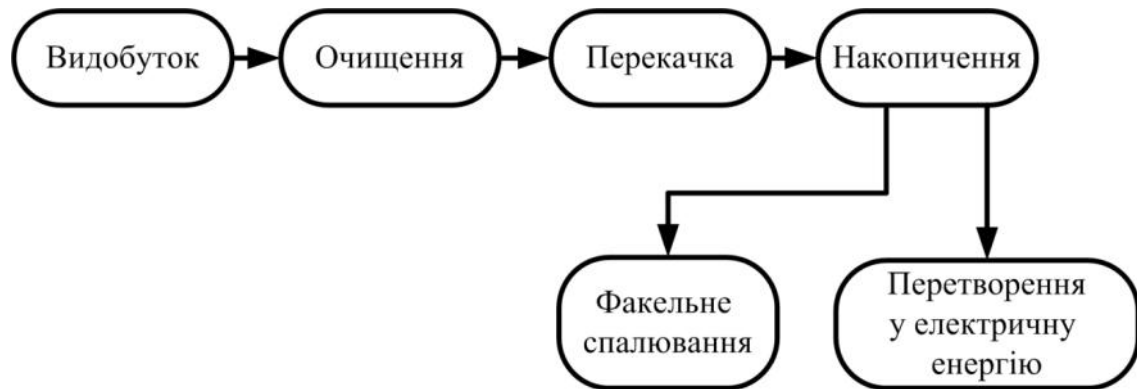 Видобуток
Очищення
Перекачка
Накопичення
Факельне
спалювання
Перетворення
у електричну
енергію